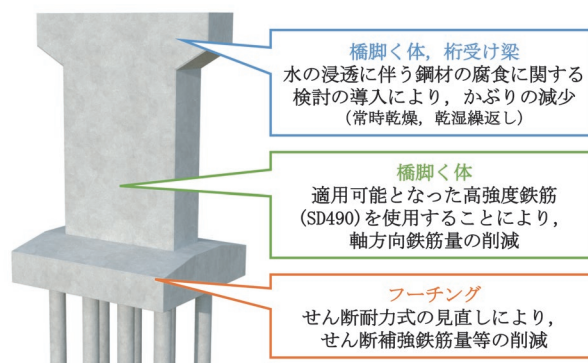 橋脚く体，桁受け梁
水の浸透に伴う鋼材の腐食に関する
検討の導入により，かぶりの減少
（常時乾燥，乾湿繰返し）
橋脚く体
適用可能となった高強度鉄筋
(SD490)を使用することにより，
軸方向鉄筋量の削減
フーチング
せん断耐力式の見直しにより，
せん断補強鉄筋量等の削減